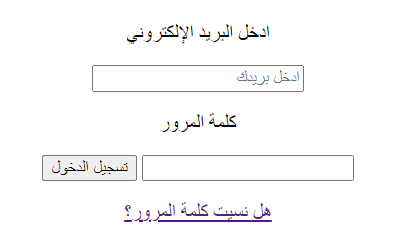 ادخل البريد الإلكتروني
ادخل بريدك
كلمة المرور
تسجيل الدخول
هل نسيت كلمة المرور؟